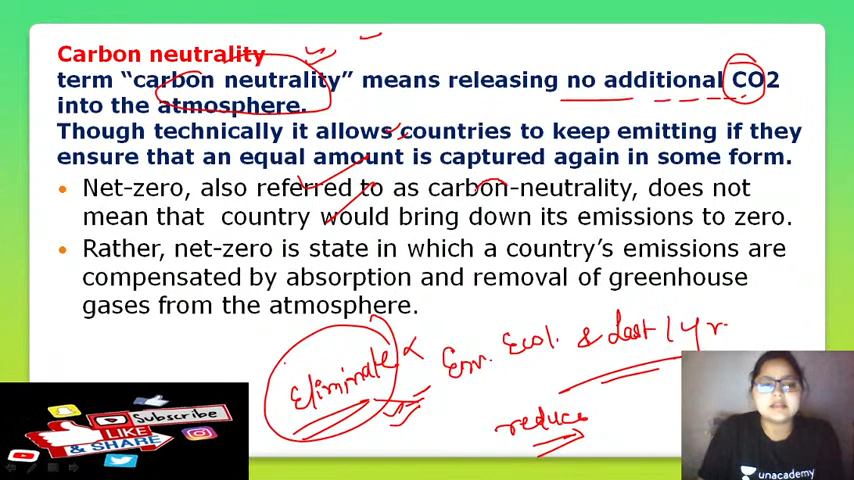 Carbon neutrality
term “carbon neutrality” means releasing no additional CO2
into the atmosphere.
Though technically it allows countries to keep emitting if they
ensure that an equal amount is captured again in some form.
• Net-zero, also referred to as carbon-neutrality, does not
mean that country would bring down its emissions to zero.
• Rather, net-zero is state in which a country’s emissions are
compensated by absorption and removal of greenhouse
gases from the atmosphere.
Eliminate Env. Ecol. & Last 1 yr.
reduce
Subscribe
LIKE
& SHARE
unacademy